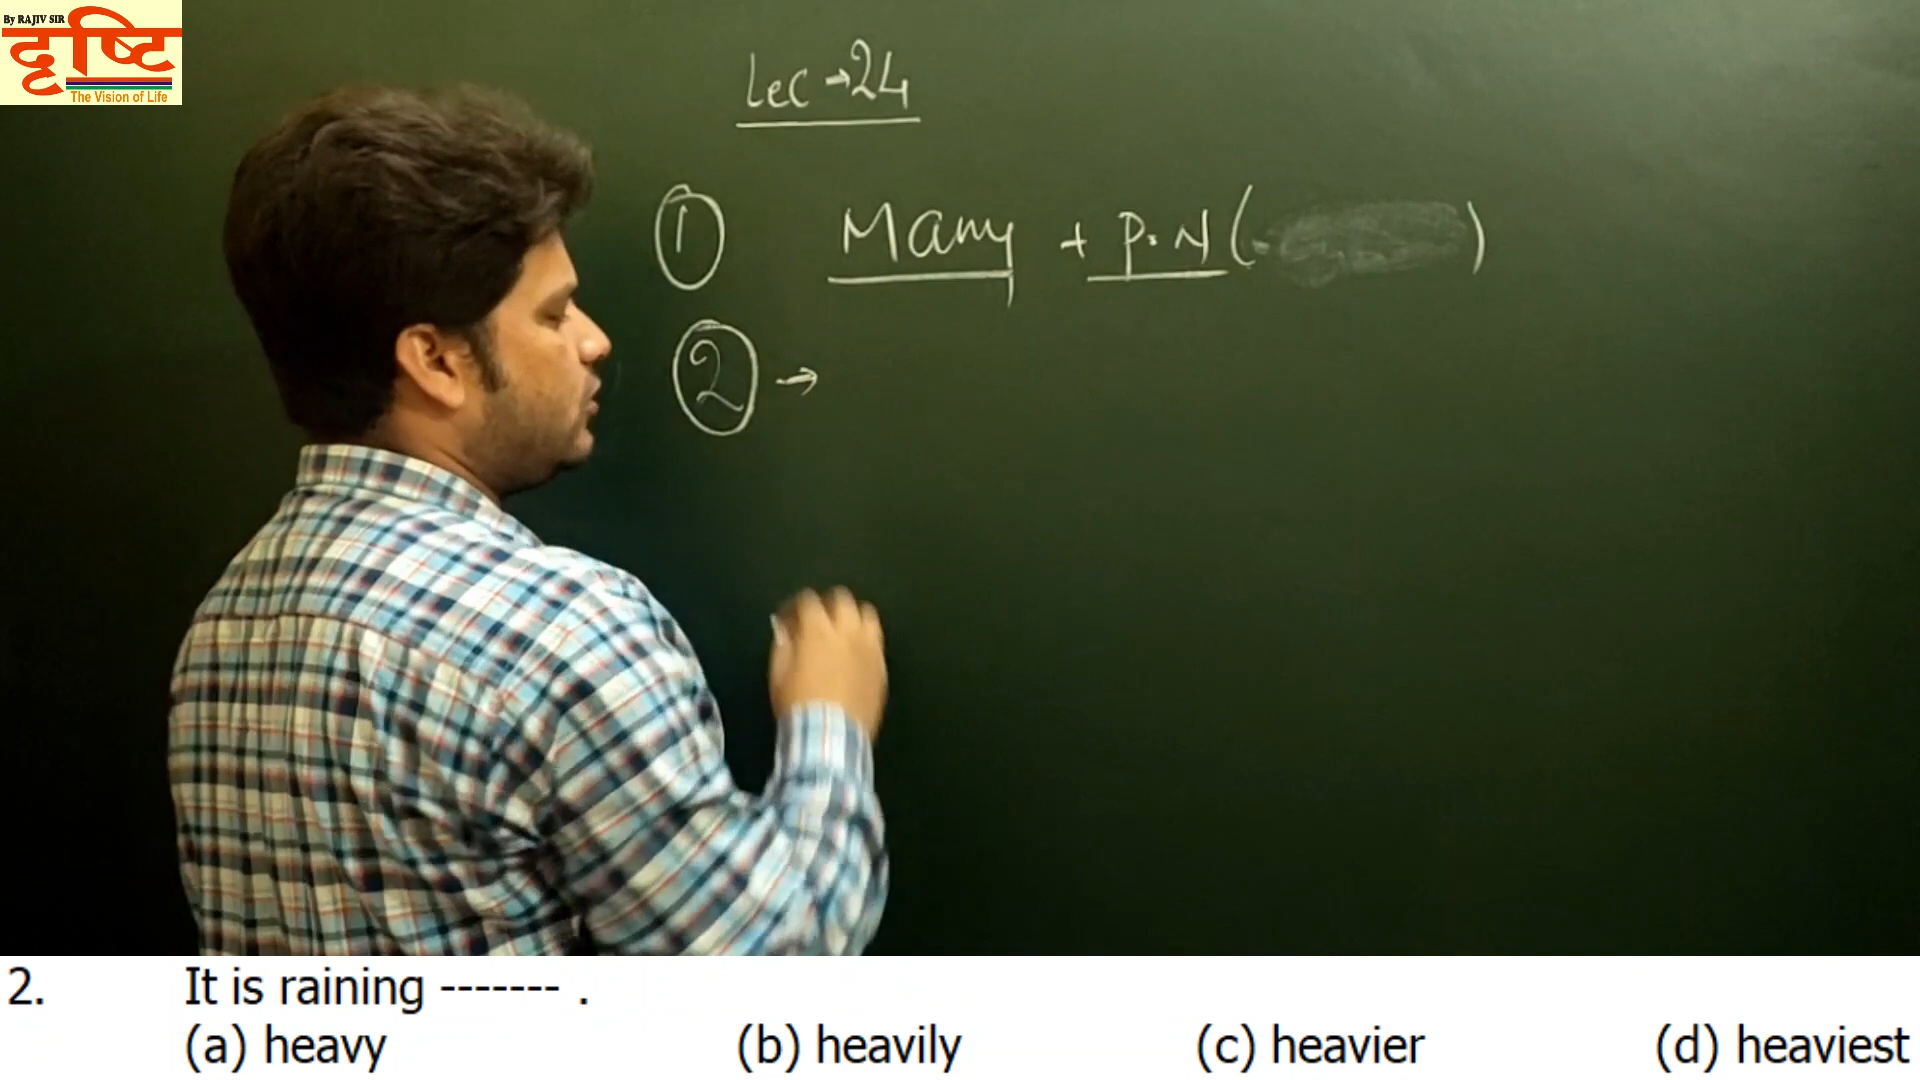 By RAJIV SIR
दृष्टि
The Vision of Life
Lec → 24
① Many + P.N ( )
② →
2. It is raining ------- .
(a) heavy (b) heavily (c) heavier (d) heaviest